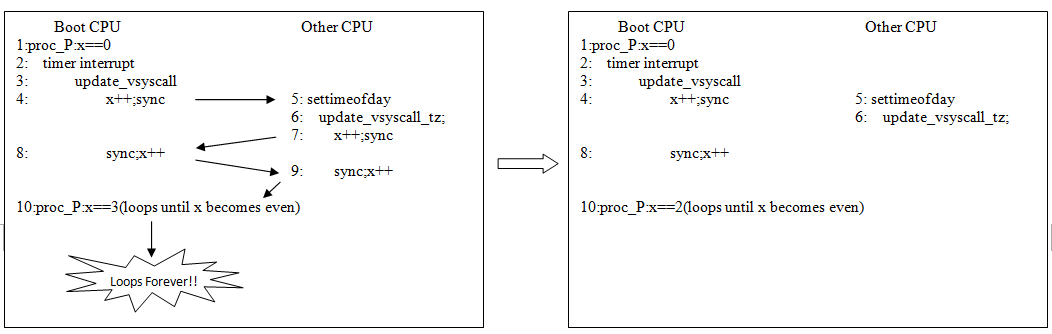 Boot CPU Other CPU
1:proc_P:x==0
2: timer interrupt
3: update_vsyscall
4: x++;sync 5: settimeofday
6: update_vsyscall_tz;
7: x++;sync
8: sync;x++
9: sync;x++
10:proc_P:x==3(loops until x becomes even)
Loops Forever!!
Boot CPU Other CPU
1:proc_P:x==0
2: timer interrupt
3: update_vsyscall
4: x++;sync 5: settimeofday
6: update_vsyscall_tz;
8: sync;x++
10:proc_P:x==2(loops until x becomes even)